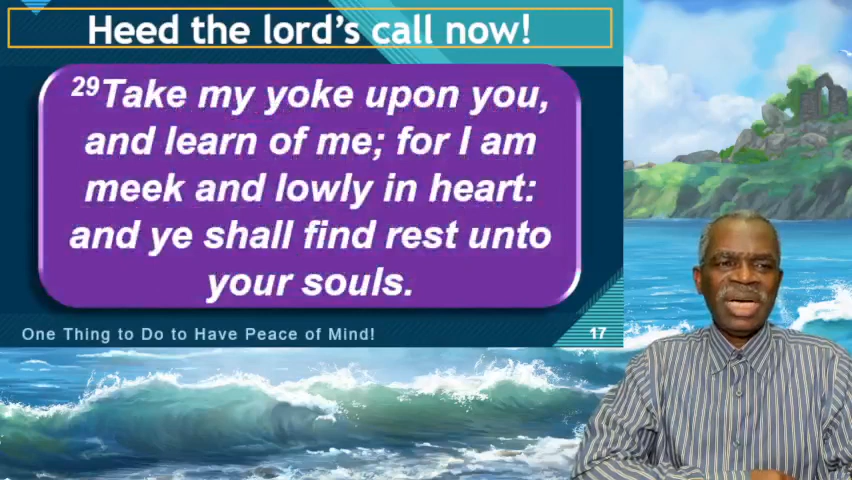 Heed the lord's call now!
29Take my yoke upon you,
and learn of me; for I am
meek and lowly in heart:
and ye shall find rest unto
your souls.
One Thing to Do to Have Peace of Mind!
17